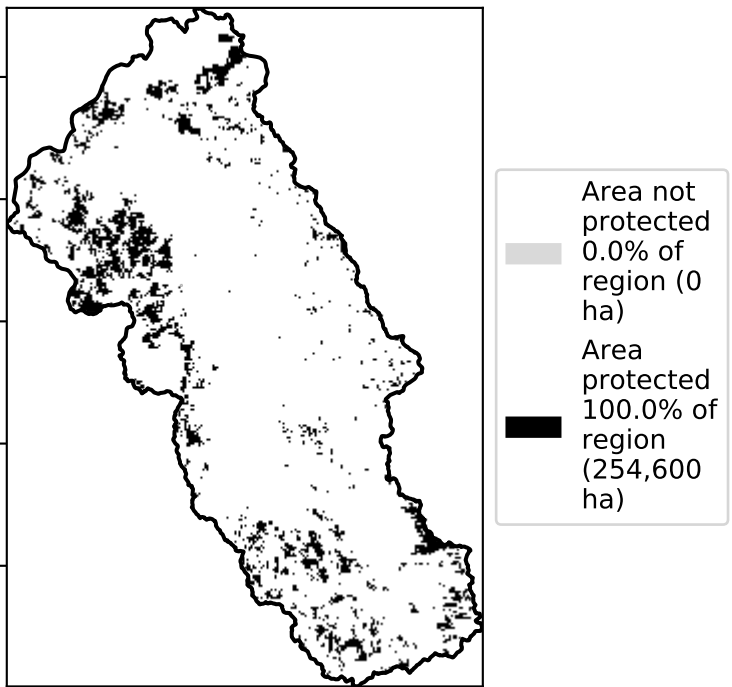 Area not
protected
0.0% of
region (0
ha)
Area
protected
100.0% of
region
(254,600
ha)